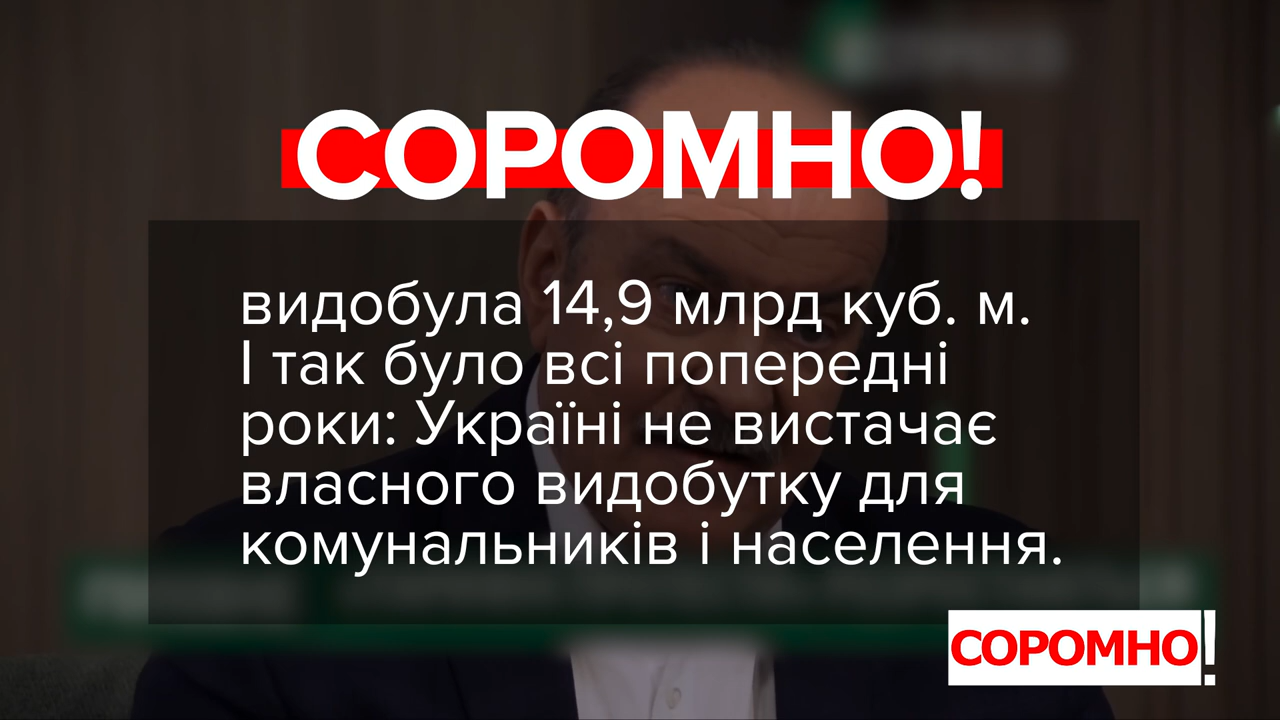 СОРОМНО!
видобула 14,9 млрд куб. м.
І так було всі попередні
роки: Україні не вистачає
власного видобутку для
комунальників і населення.
СОРОМНО!